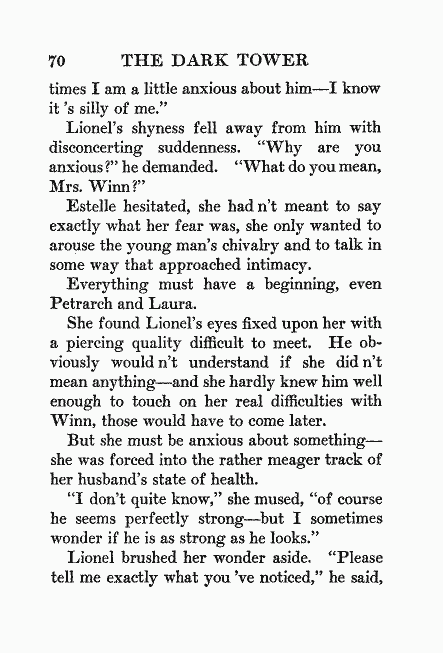 70 THE DARK TOWER
times I am a little anxious about him—I know
it 's silly of me.”
Lionel's shyness fell away from him with
disconcerting suddenness. “Why are you
anxious?” he demanded. “What do you mean,
Mrs. Winn?”
Estelle hesitated, she had n't meant to say
exactly what her fear was, she only wanted to
arouse the young man's chivalry and to talk in
some way that approached intimacy.
Everything must have a beginning, even
Petrarch and Laura.
She found Lionel's eyes fixed upon her with
a piercing quality difficult to meet. He ob-
viously would n't understand if she did n't
mean anything—and she hardly knew him well
enough to touch on her real difficulties with
Winn, those would have to come later.
But she must be anxious about something—
she was forced into the rather meager track of
her husband's state of health.
“I don't quite know,” she mused, “of course
he seems perfectly strong—but I sometimes
wonder if he is as strong as he looks.”
Lionel brushed her wonder aside. “Please
tell me exactly what you 've noticed,” he said,